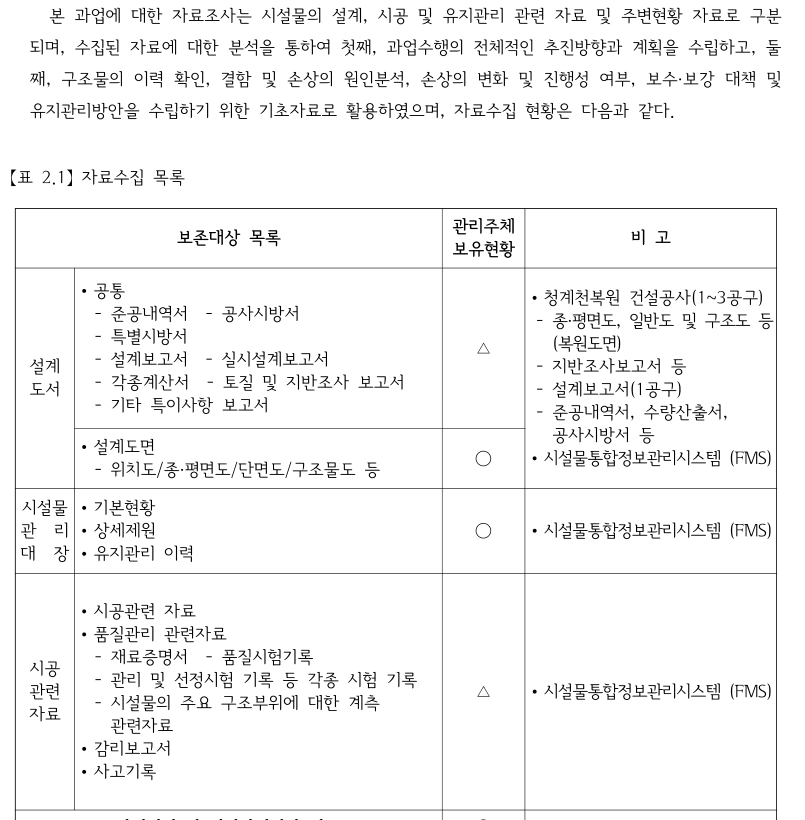 본 과업에 대한 자료조사는 시설물의 설계, 시공 및 유지관리 관련 자료 및 주변현황 자료로 구분
되며, 수집된 자료에 대한 분석을 통하여 첫째, 과업수행의 전체적인 추진방향과 계획을 수립하고, 둘
째, 구조물의 이력 확인, 결함 및 손상의 원인분석, 손상의 변화 및 진행성 여부, 보수·보강 대책 및
유지관리방안을 수립하기 위한 기초자료로 활용하였으며, 자료수집 현황은 다음과 같다.
【표 2.1】 자료수집 목록
보존대상 목록
관리주체
보유현황
비 고
설계
도서
• 공통
- 준공내역서 - 공사시방서
- 특별시방서
- 설계보고서 - 실시설계보고서
- 각종계산서 - 토질 및 지반조사 보고서
- 기타 특이사항 보고서
△
• 설계도면
- 위치도/종·평면도/단면도/구조물도 등
○
• 청계천복원 건설공사(1~3공구)
- 종·평면도, 일반도 및 구조도 등
(복원도면)
- 지반조사보고서 등
- 설계보고서(1공구)
- 준공내역서, 수량산출서,
공사시방서 등
• 시설물통합정보관리시스템 (FMS)
시설물
관 리
대 장
• 기본현황
• 상세제원
• 유지관리 이력
○
• 시설물통합정보관리시스템 (FMS)
시공
관련
자료
• 시공관련 자료
• 품질관리 관련자료
- 재료증명서 - 품질시험기록
- 관리 및 선정시험 기록 등 각종 시험 기록
- 시설물의 주요 구조부위에 대한 계측
관련자료
• 감리보고서
• 사고기록
△
• 시설물통합정보관리시스템 (FMS)